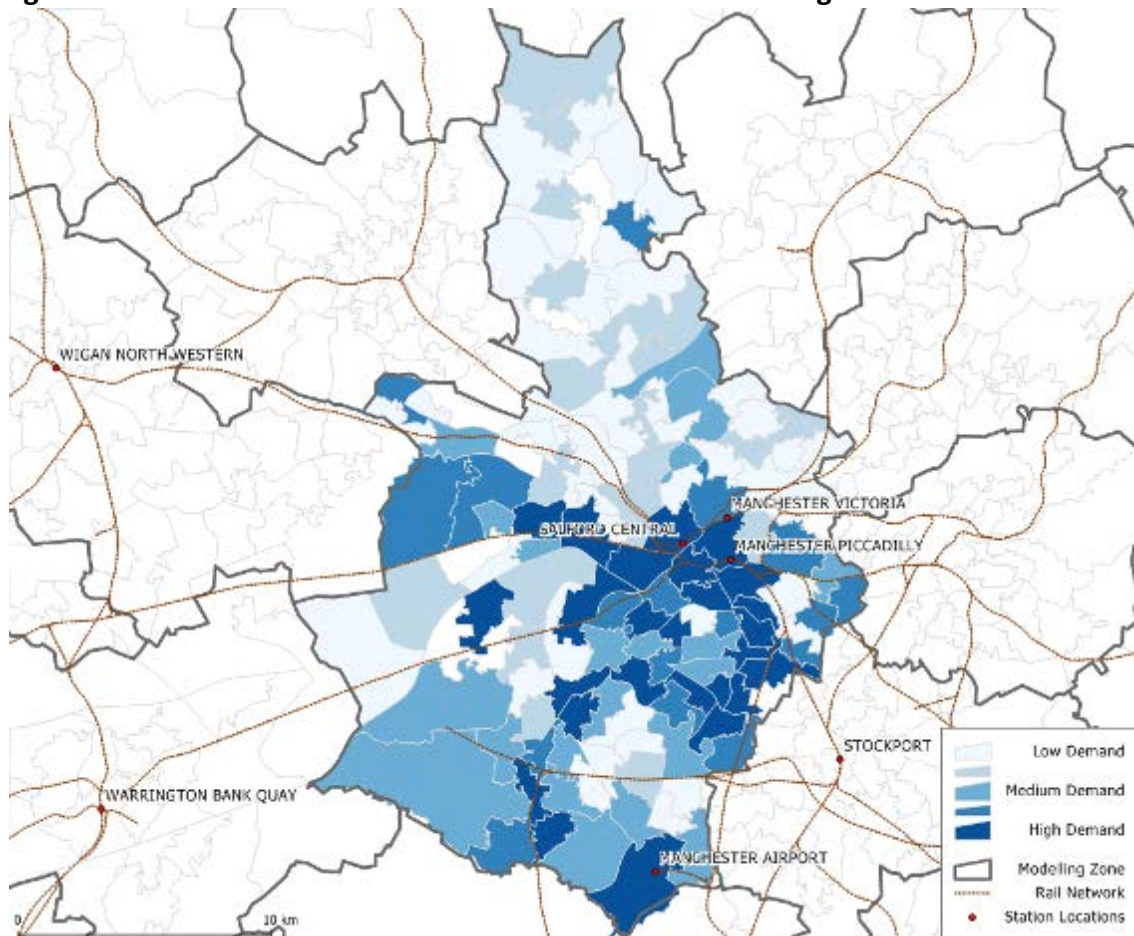 WIGAN NORTH WESTERN
MANCHESTER VICTORIA
SALFORD CENTRAL
MANCHESTER PICCADILLY
STOCKPORT
WARRINGTON BANK QUAY
MANCHESTER AIRPORT
Low Demand
Medium Demand
High Demand
Modelling Zone
Rail Network
Station Locations
0 10 km